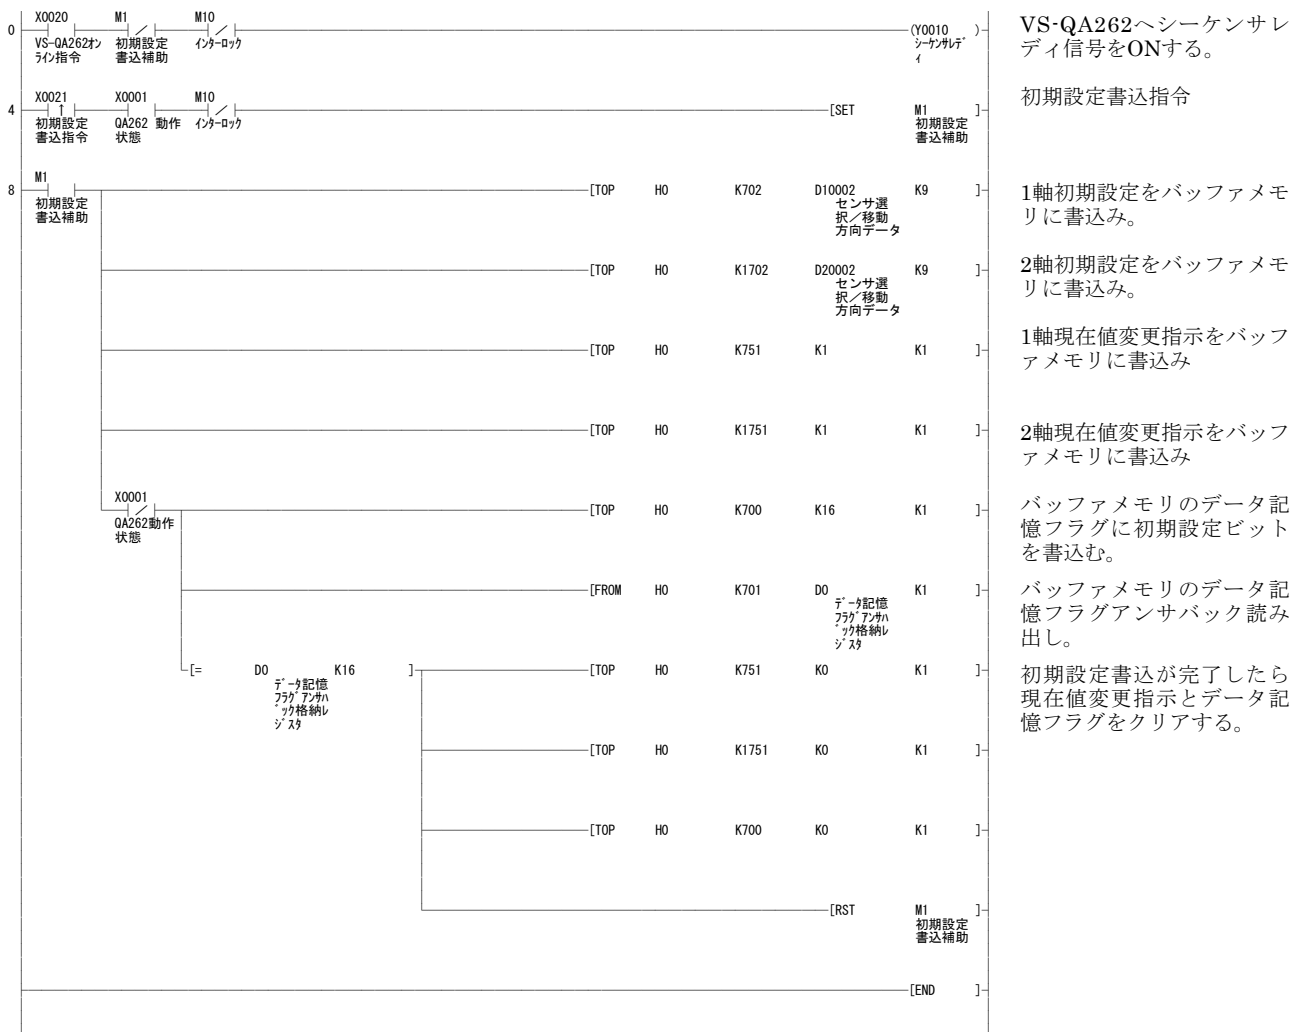 X0020 M1 M10
0 (Y0010 )
VS-QA262オン 初期設定 インターロック シーケンサレデ
ライン指令 書込補助 ィ
VS-QA262へシーケンサレ
ディ信号をONする。
X0021 X0001 M10
4 ↑ [SET M1 ]
初期設定 QA262 動作 インターロック 初期設定
書込指令 状態 書込補助
初期設定書込指令
M1
8 [TOP H0 K702 D10002 K9 ]
初期設定 センサ選
書込補助 択／移動
方向データ
1軸初期設定をバッファメモ
リに書込み。
[TOP H0 K1702 D20002 K9 ]
センサ選
択／移動
方向データ
2軸初期設定をバッファメモ
リに書込み。
[TOP H0 K751 K1 K1 ]
1軸現在値変更指示をバッフ
ァメモリに書込み
[TOP H0 K1751 K1 K1 ]
2軸現在値変更指示をバッフ
ァメモリに書込み
X0001
[TOP H0 K700 K16 K1 ]
QA262動作
状態
バッファメモリのデータ記
憶フラグに初期設定ビット
を書込む。
[FROM H0 K701 D0 K1 ]
データ記憶
フラグアンサバ
ック格納レ
ジスタ
バッファメモリのデータ記
憶フラグアンサバック読み
出し。
[= D0 K16 ] [TOP H0 K751 K0 K1 ]
データ記憶
フラグアンサバ
ック格納レ
ジスタ
初期設定書込が完了したら
現在値変更指示とデータ記
憶フラグをクリアする。
[TOP H0 K1751 K0 K1 ]
[TOP H0 K700 K0 K1 ]
[RST M1 ]
初期設定
書込補助
[END ]